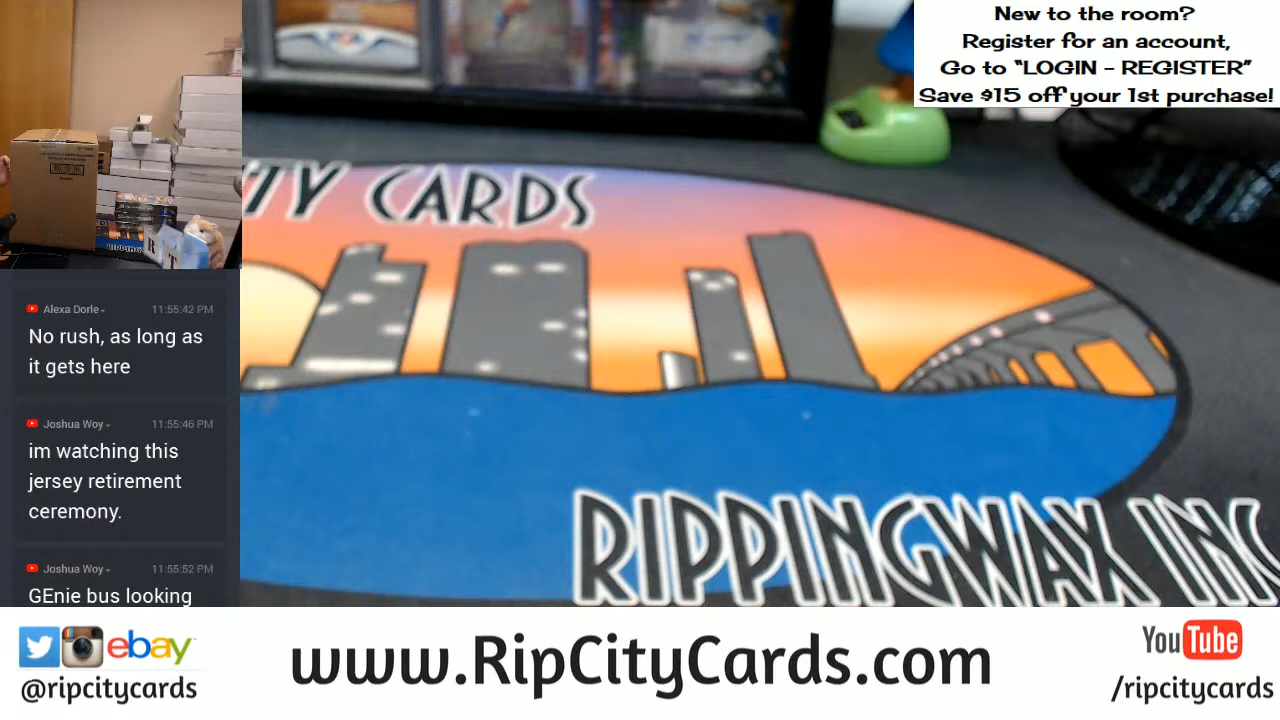 New to the room?
Register for an account,
Go to “LOGIN - REGISTER”
Save $15 off your 1st purchase!
ITY CARDS
RIPPINGWAX INC
Alexa Dorle 11:55:42 PM
No rush, as long as
it gets here
Joshua Woy 11:55:46 PM
im watching this
jersey retirement
ceremony.
Joshua Woy 11:55:52 PM
GEnie bus looking
ebay
@ripcitycards
www.RipCityCards.com
YouTube
/ripcitycards